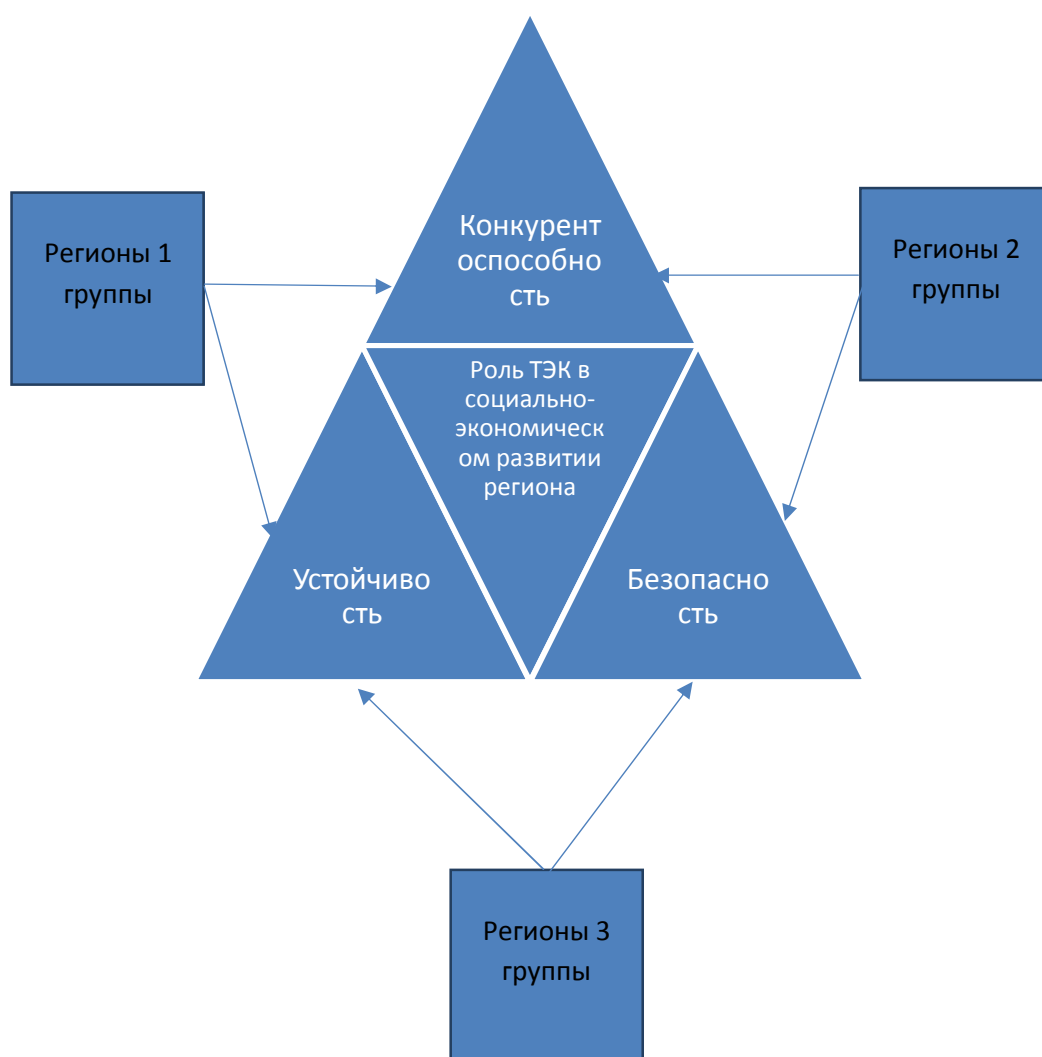 Конкурент
оспособно
сть
Регионы 1
группы
Регионы 2
группы
Роль ТЭК в
социально-
экономическ
ом развитии
региона
Устойчиво
сть
Безопасно
сть
Регионы 3
группы